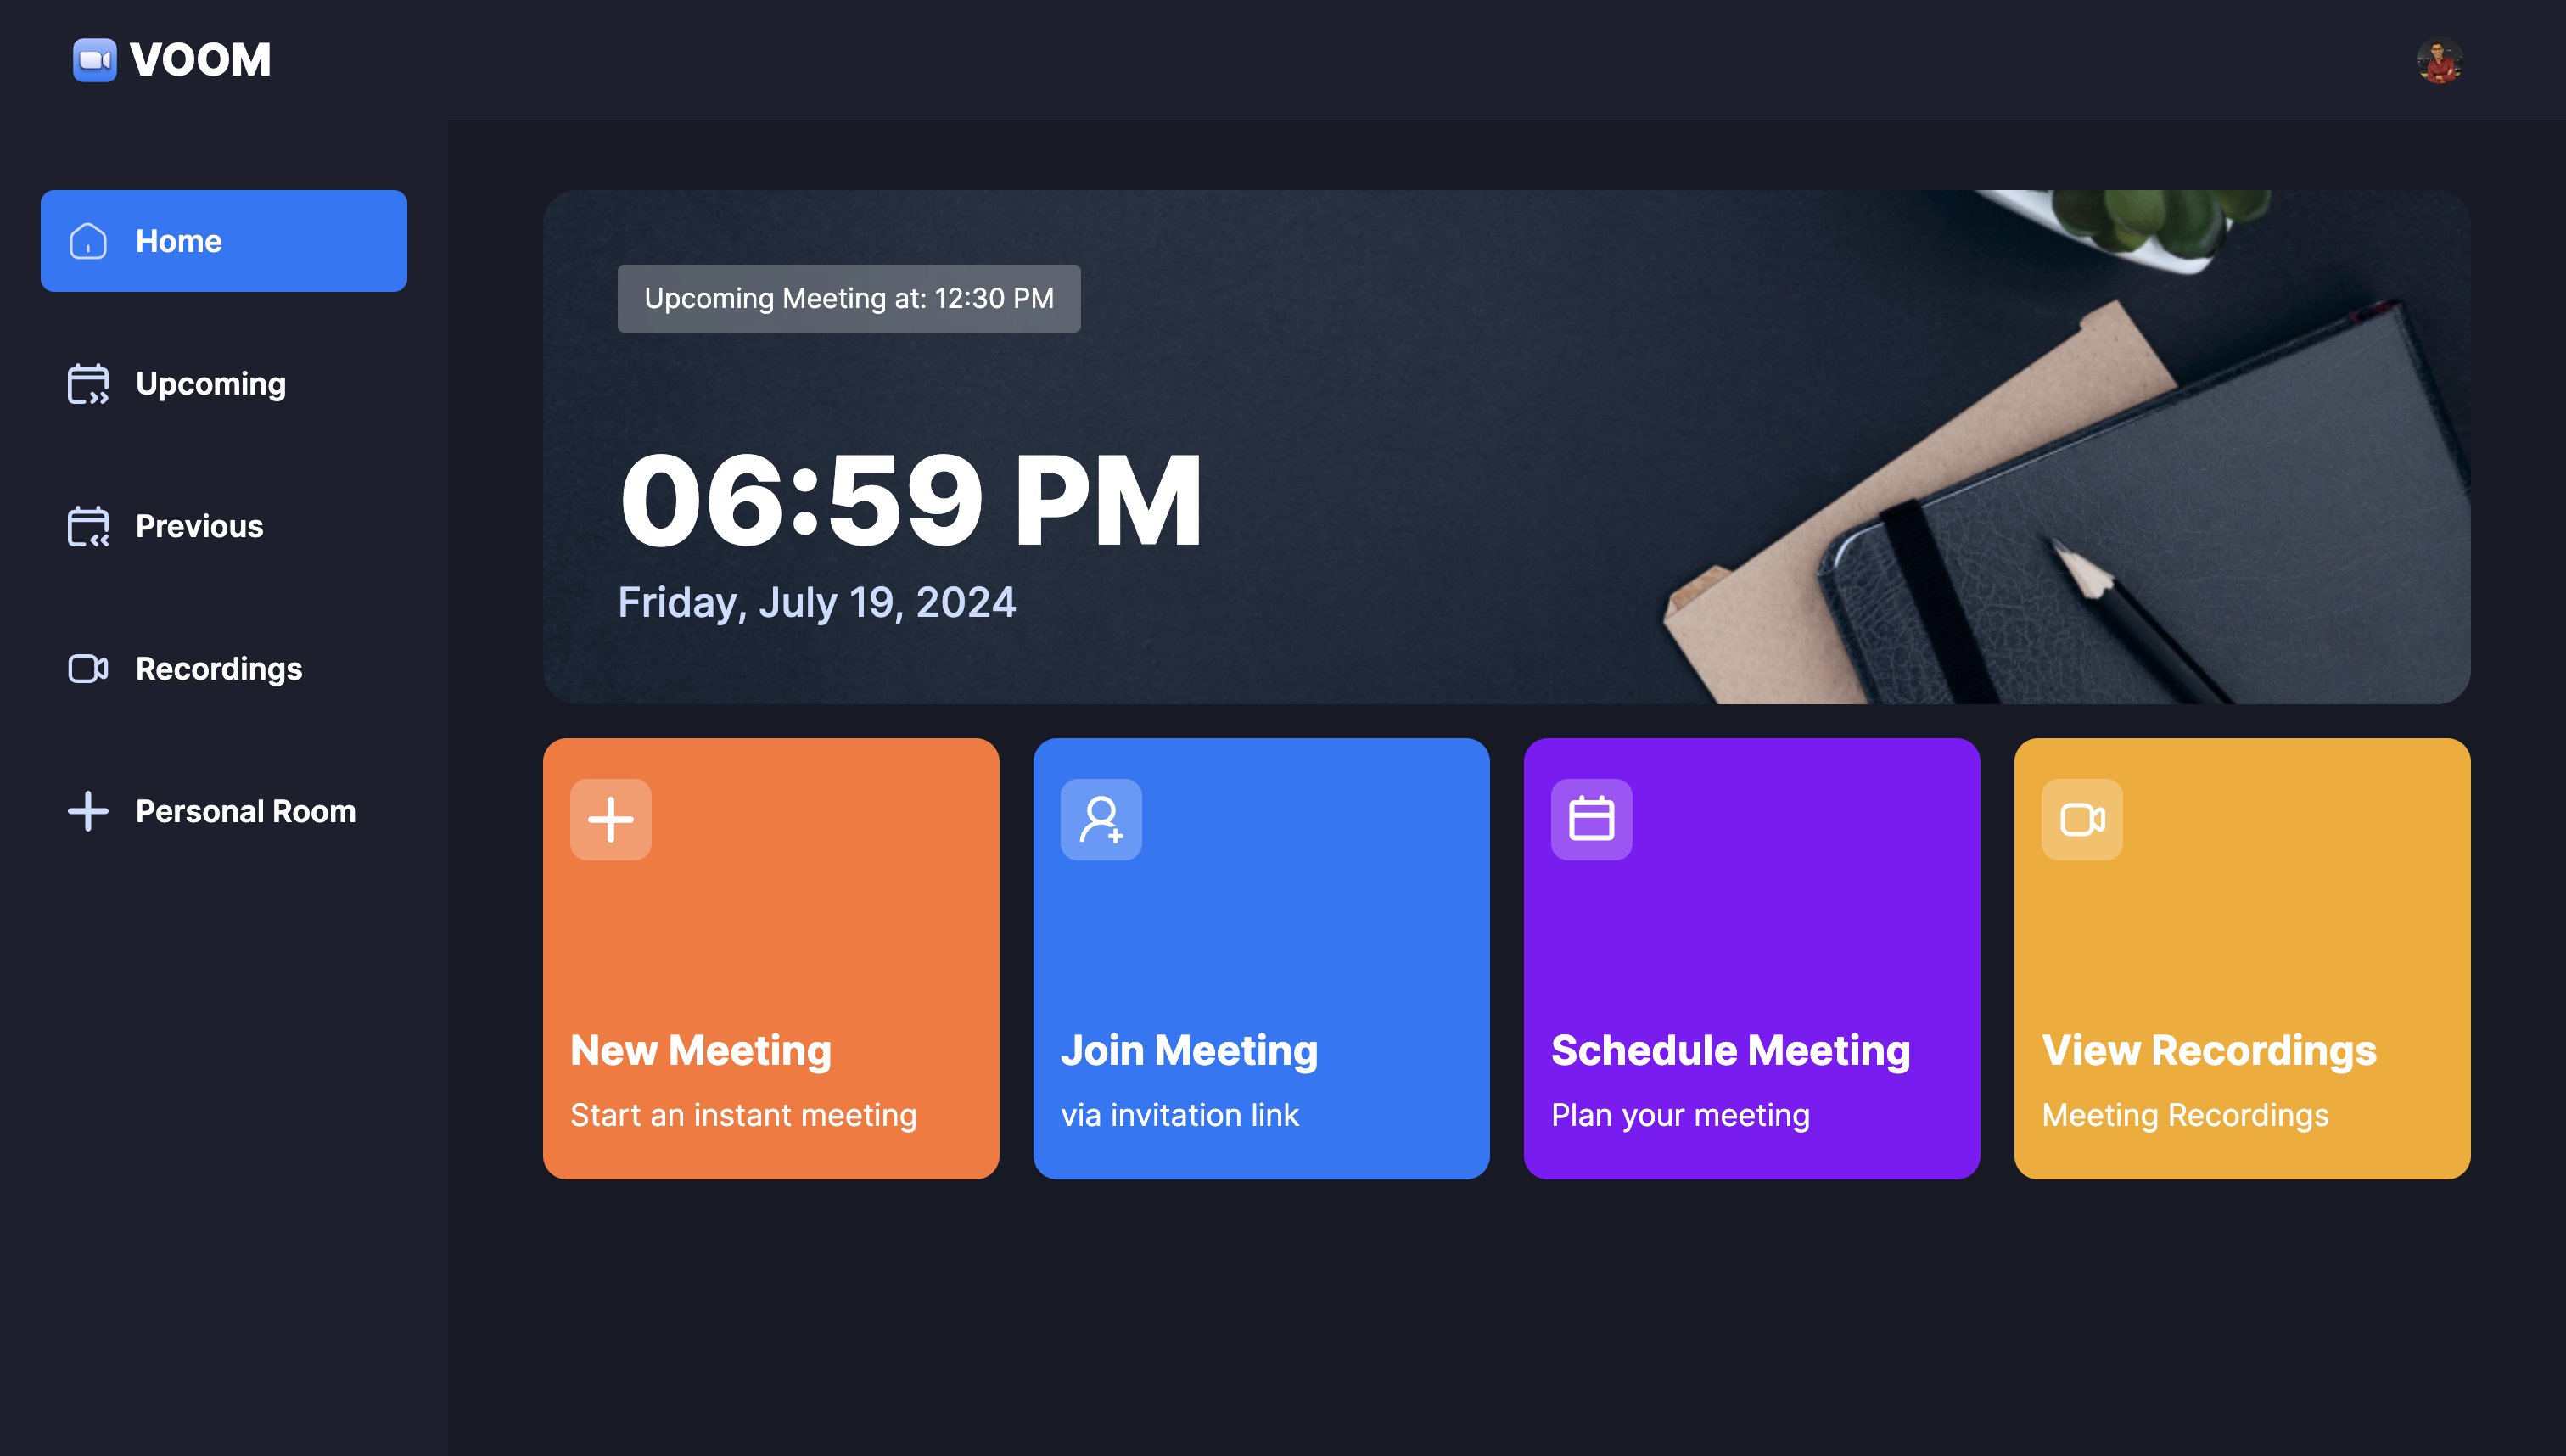 VOOM
Home
Upcoming
Previous
Recordings
Personal Room
Upcoming Meeting at: 12:30 PM
06:59 PM
Friday, July 19, 2024
New Meeting
Start an instant meeting
Join Meeting
via invitation link
Schedule Meeting
Plan your meeting
View Recordings
Meeting Recordings